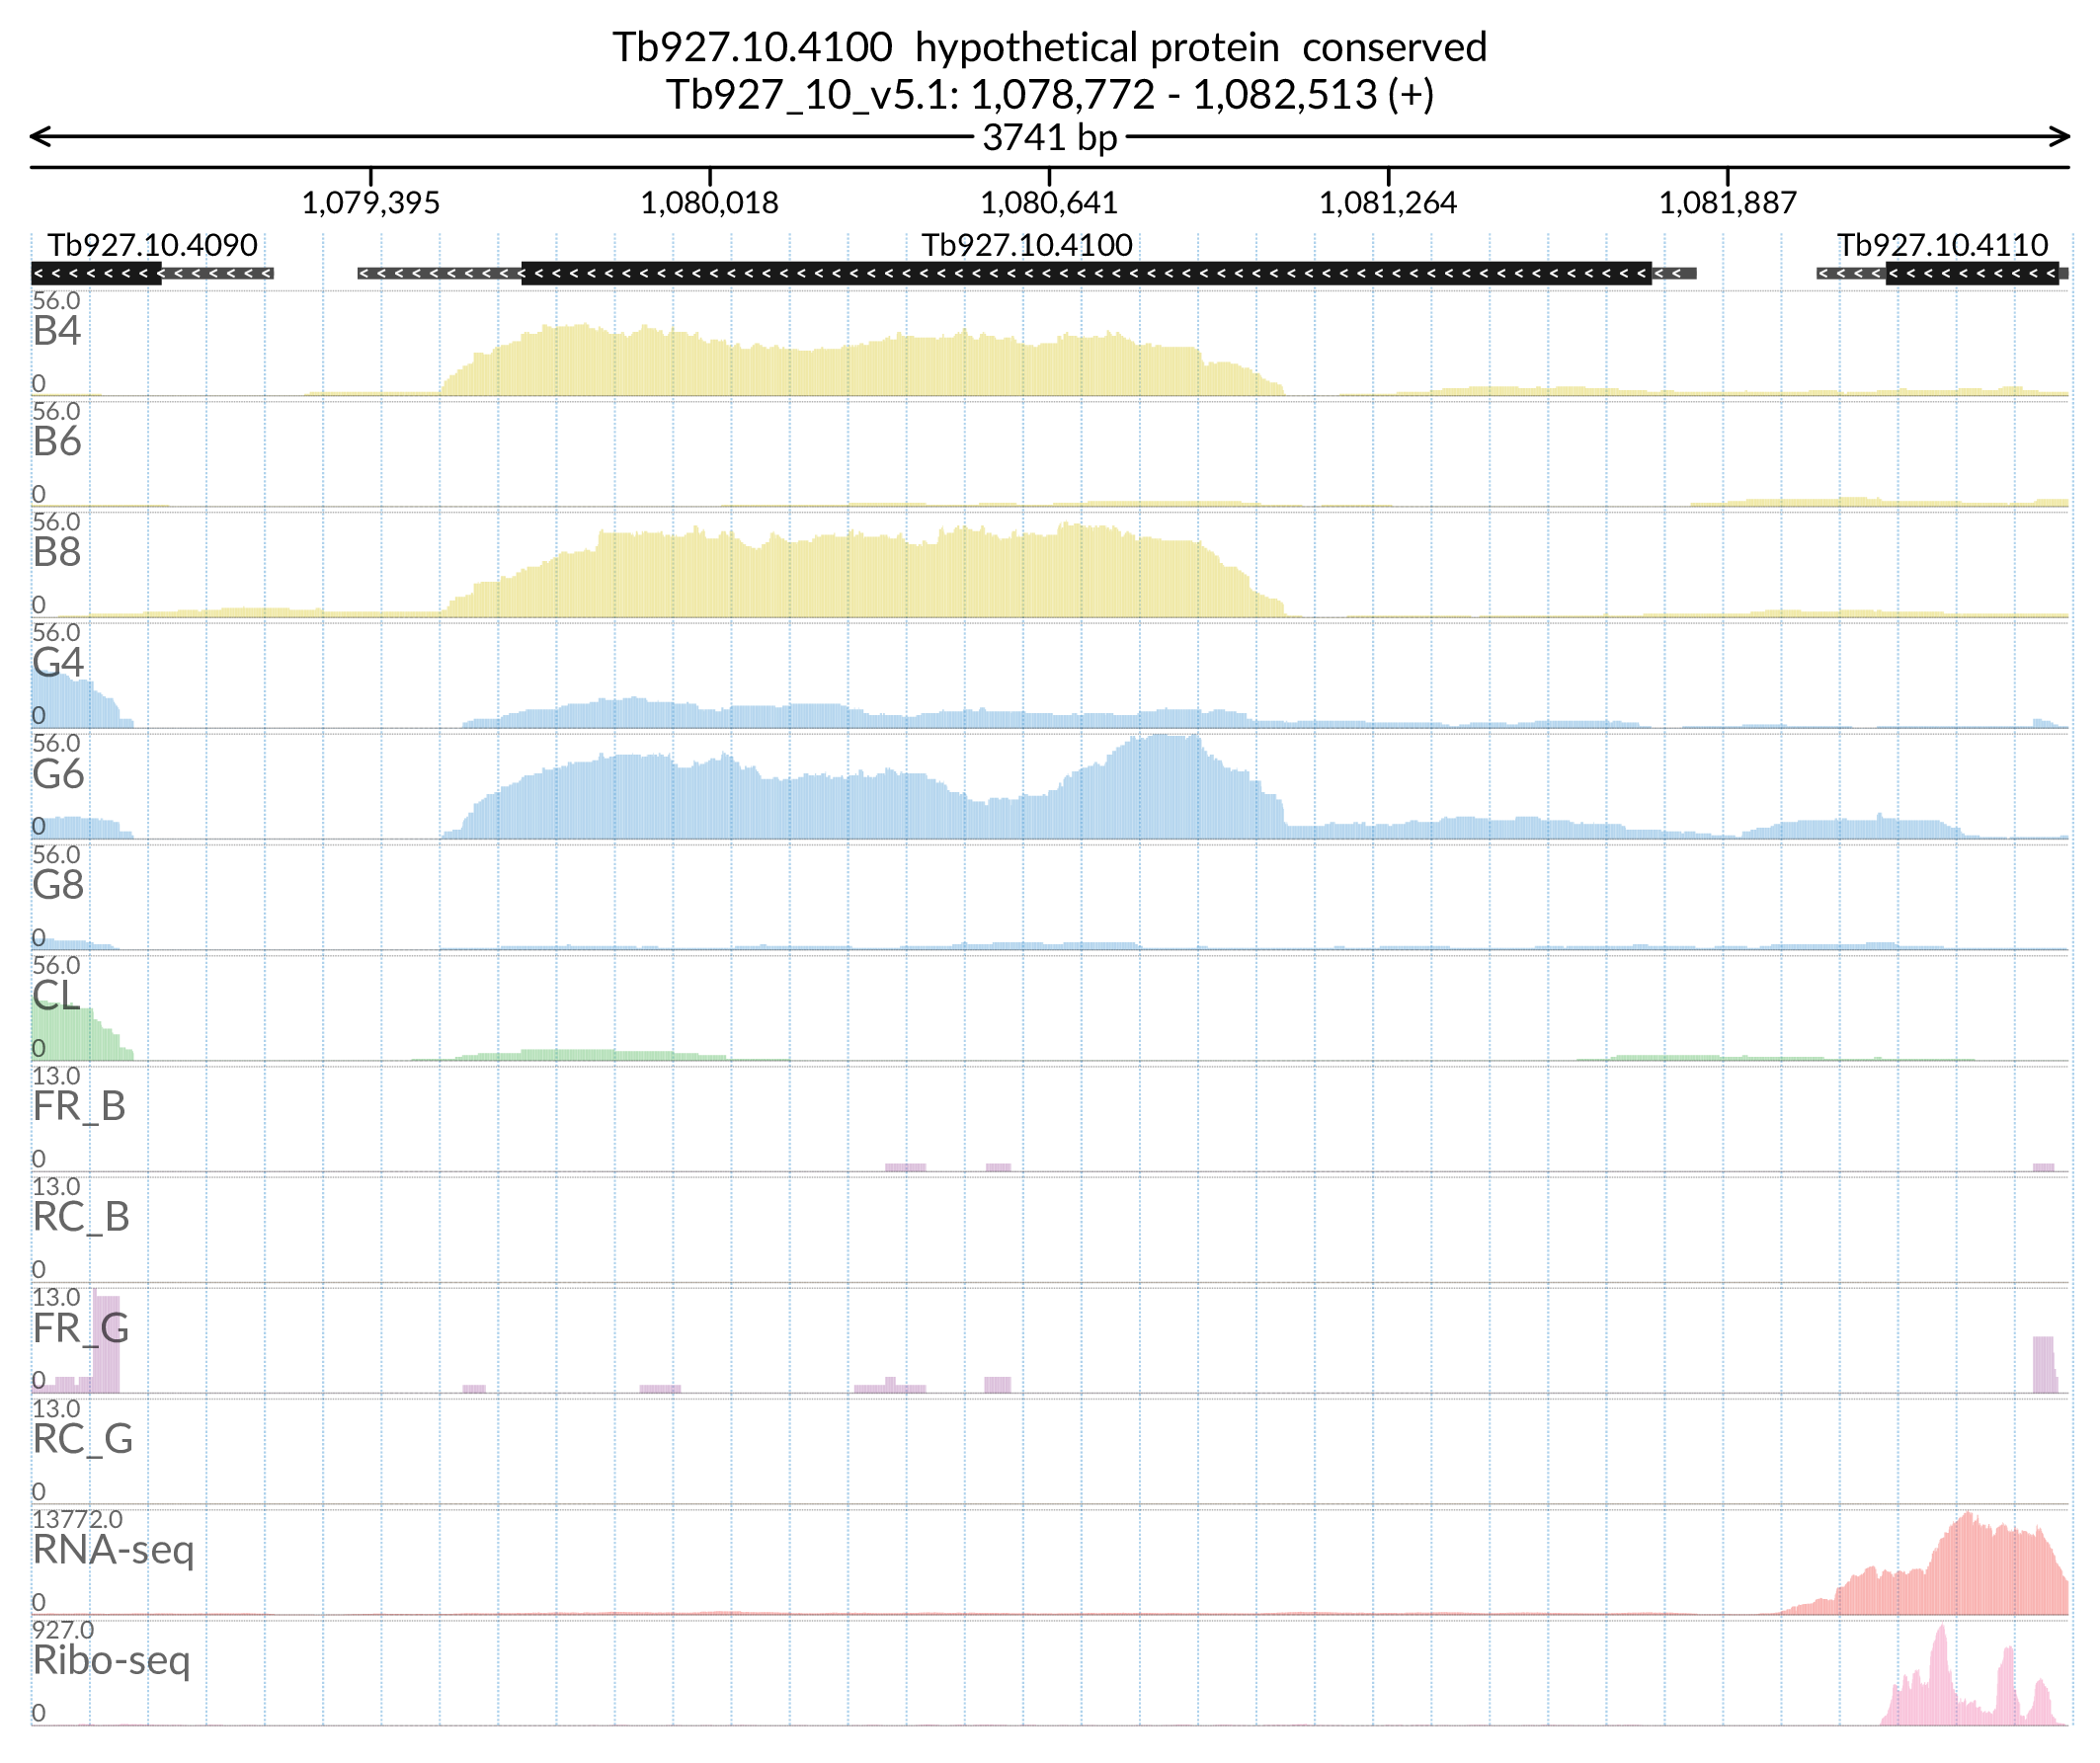 Tb927.10.4100 hypothetical protein conserved
Tb927_10_v5.1: 1,078,772 - 1,082,513 (+)
3741 bp
1,079,395 1,080,018 1,080,641 1,081,264 1,081,887
Tb927.10.4090 Tb927.10.4100 Tb927.10.4110
56.0
B4
0
56.0
B6
0
56.0
B8
0
56.0
G4
0
56.0
G6
0
56.0
G8
0
56.0
CL
0
13.0
FR_B
0
13.0
RC_B
0
13.0
FR_G
0
13.0
RC_G
0
13772.0
RNA-seq
0
927.0
Ribo-seq
0